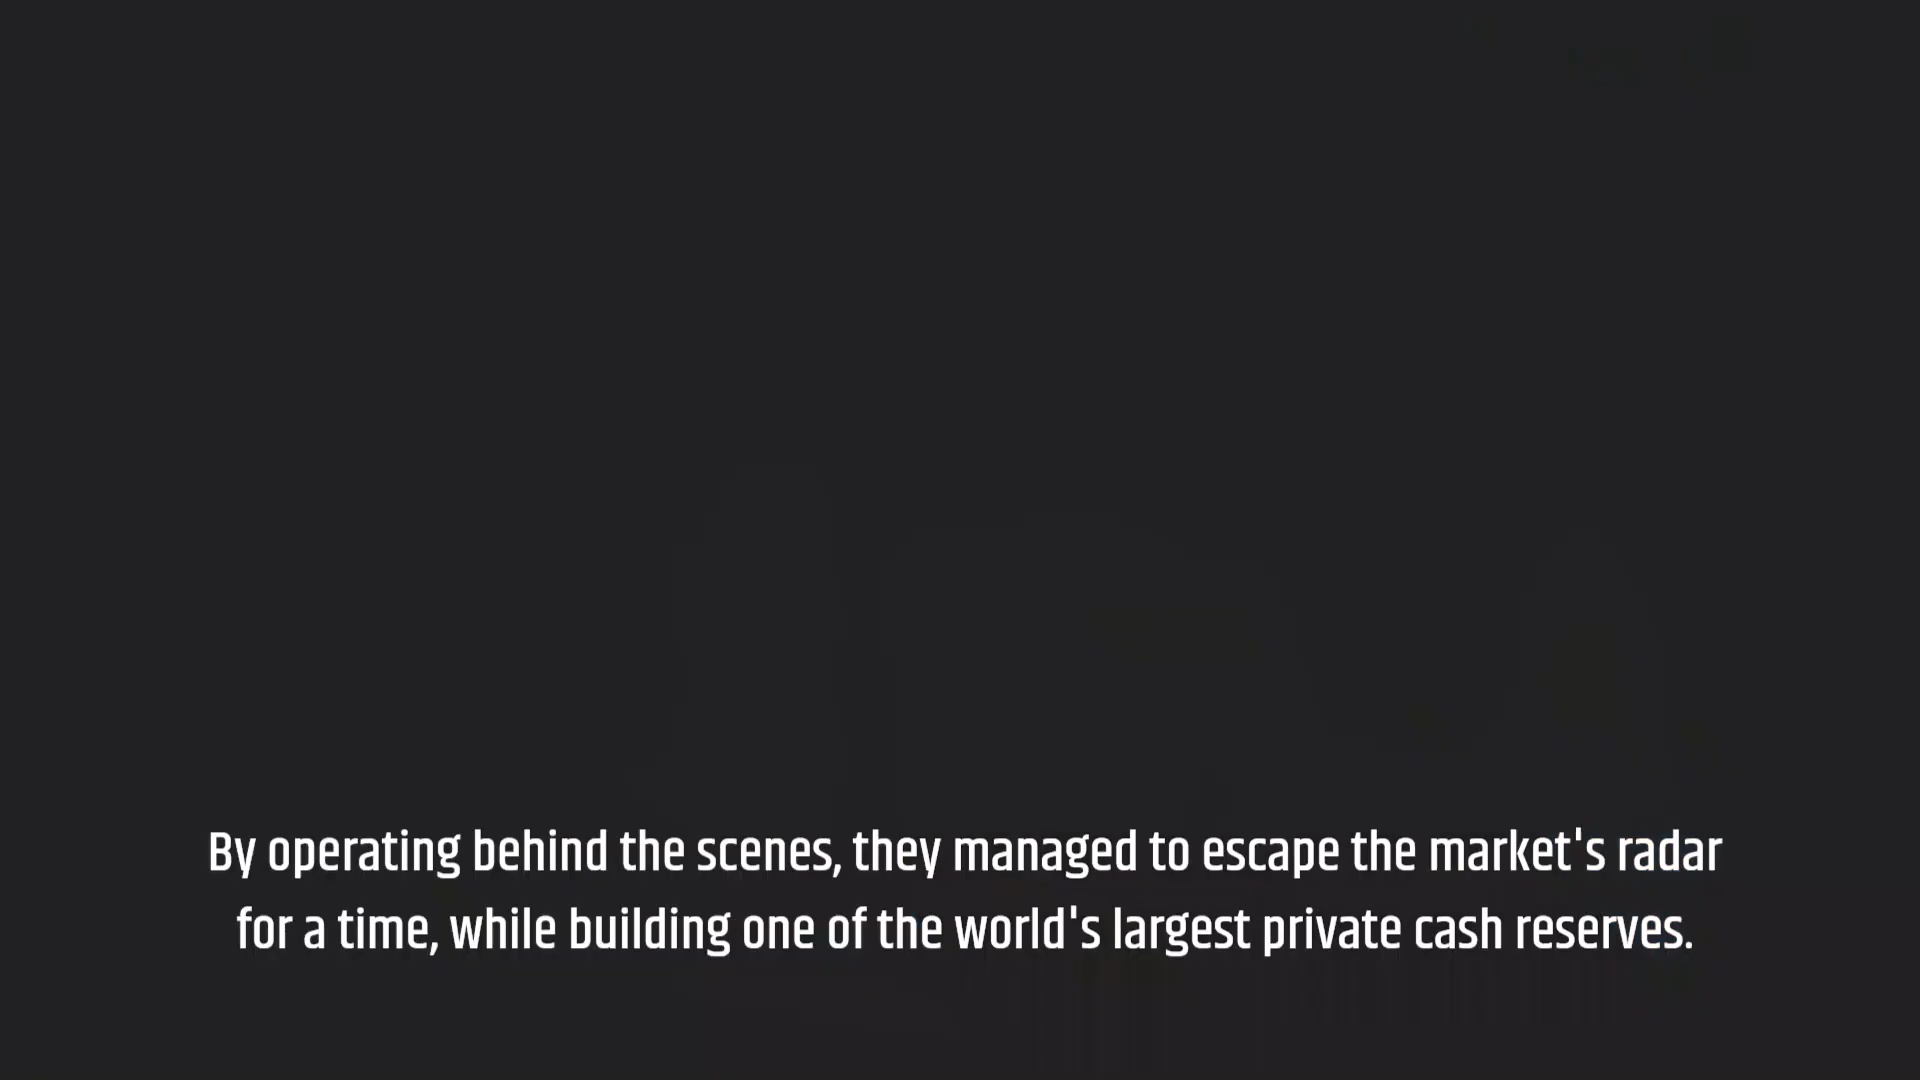 By operating behind the scenes, they managed to escape the market's radar
for a time, while building one of the world's largest private cash reserves.